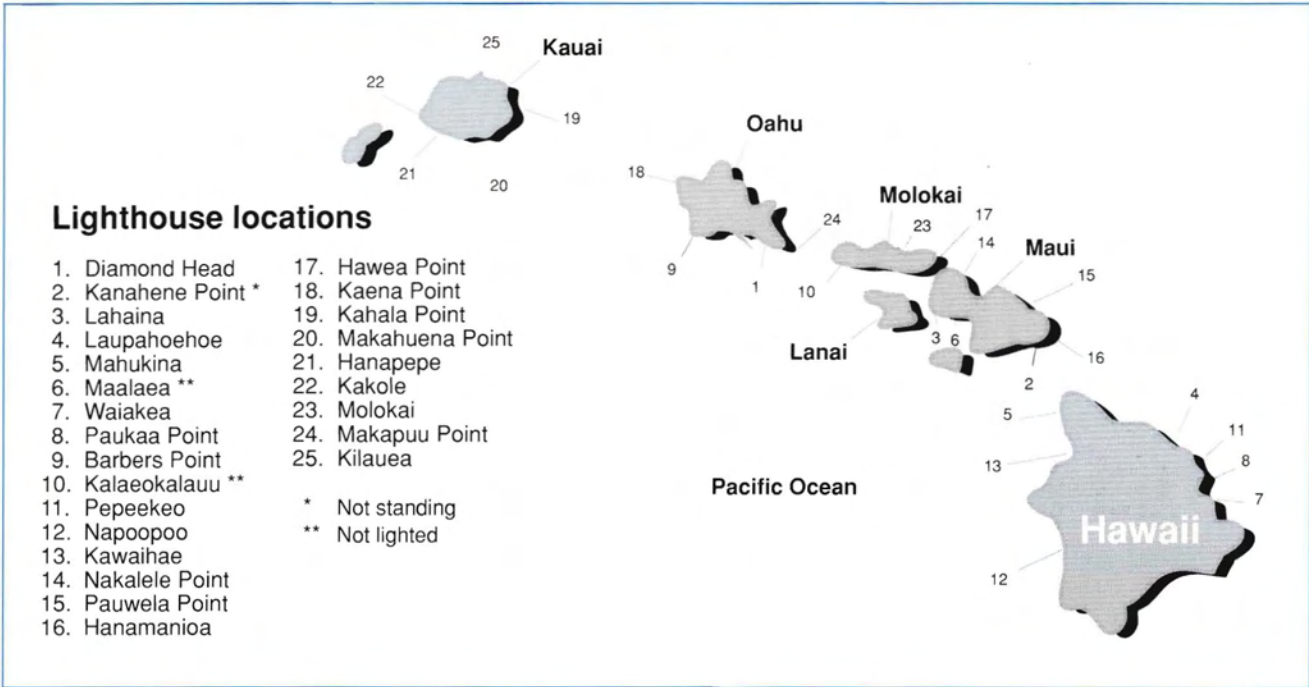 25
Kauai
22
19
Oahu
21
20
18
Molokai
17
23
24
14
Maui
15
Lighthouse locations
9
1
10
Lanai
3 6
16
2
1. Diamond Head
2. Kanahene Point *
3. Lahaina
4. Laupahoehoe
5. Mahukina
6. Maalaea **
7. Waiakea
8. Paukaa Point
9. Barbers Point
10. Kalaeokalauu **
11. Pepeekeo
12. Napoopoo
13. Kawaihae
14. Nakalele Point
15. Pauwela Point
16. Hanamanioa
17. Hawea Point
18. Kaena Point
19. Kahala Point
20. Makahuena Point
21. Hanapepe
22. Kakole
23. Molokai
24. Makapuu Point
25. Kilauea
* Not standing
** Not lighted
5
4
11
13
8
Pacific Ocean
7
Hawaii
12